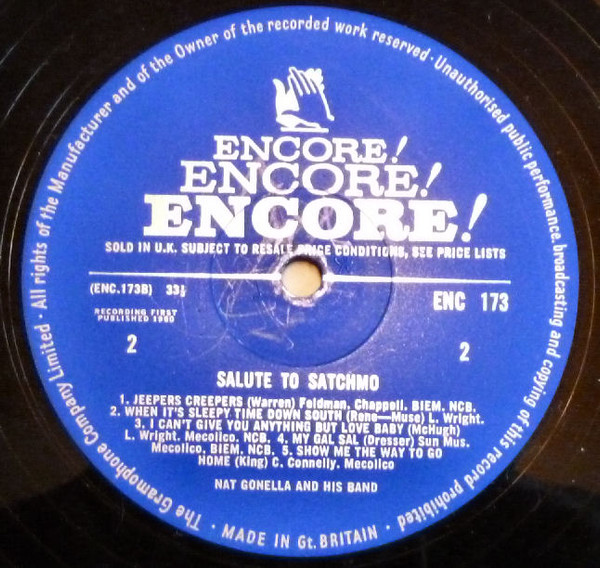 The Gramophone Company Limited · All rights of the Manufacturer and of the Owner of the recorded work reserved · Unauthorised public performance, broadcasting and copying of this record prohibited
ENCORE!
ENCORE!
ENCORE!
SOLD IN U.K. SUBJECT TO RESALE PRICE CONDITIONS, SEE PRICE LISTS
(ENC.173B) 33⅓
ENC 173
RECORDING FIRST
PUBLISHED 1960
2
2
SALUTE TO SATCHMO
1. JEEPERS CREEPERS (Warren) Feldman, Chappell. BIEM. NCB.
2. WHEN IT'S SLEEPY TIME DOWN SOUTH (Rene—Muse) L. Wright.
3. I CAN'T GIVE YOU ANYTHING BUT LOVE BABY (McHugh)
L. Wright. Mecolico. NCB. 4. MY GAL SAL (Dresser) Sun Mus.
Mecolico. BIEM. NCB. 5. SHOW ME THE WAY TO GO
HOME (King) C. Connelly. Mecolico
NAT GONELLA AND HIS BAND
· MADE IN Gt. BRITAIN ·